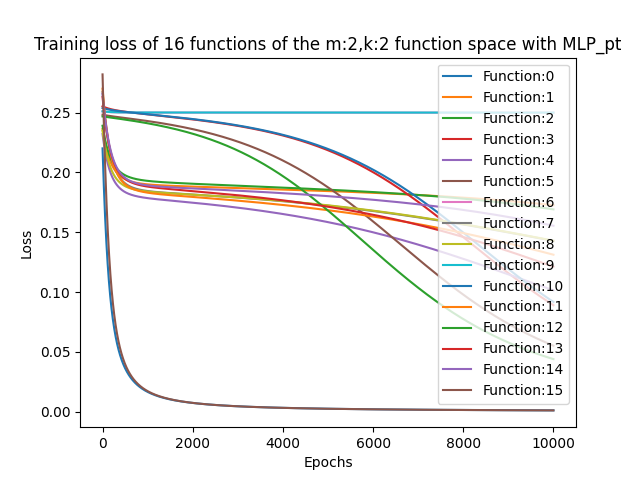 Training loss of 16 functions of the m:2,k:2 function space with MLP_pt
Loss
0.25
0.20
0.15
0.10
0.05
0.00
0
2000
4000
6000
8000
10000
Epochs
Function:0
Function:1
Function:2
Function:3
Function:4
Function:5
Function:6
Function:7
Function:8
Function:9
Function:10
Function:11
Function:12
Function:13
Function:14
Function:15